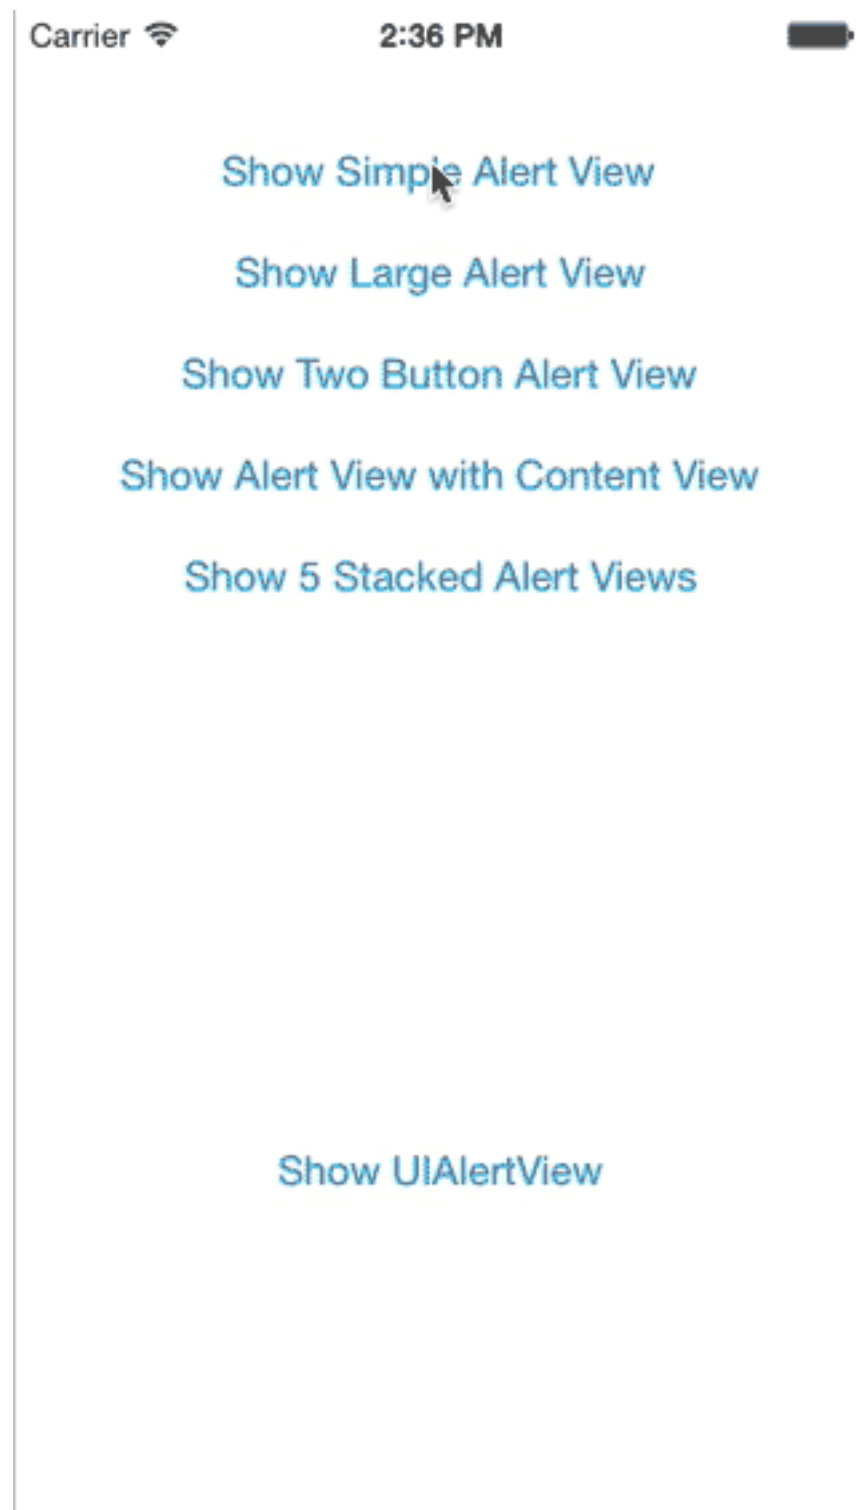 Carrier 2:36 PM
Show Simple Alert View
Show Large Alert View
Show Two Button Alert View
Show Alert View with Content View
Show 5 Stacked Alert Views
Show UIAlertView